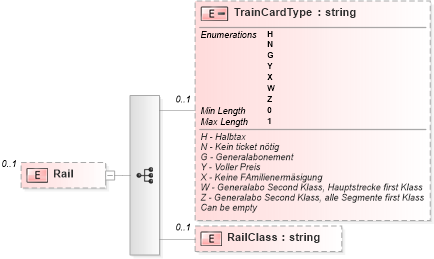 E TrainCardType : string
0..1
Enumerations H
N
G
Y
X
W
Z
Min Length 0
Max Length 1
H - Halbtax
N - Kein ticket nötig
G - Generalabonement
Y - Voller Preis
X - Keine FAmilienermäsigung
W - Generalabo Second Klass, Hauptstrecke first Klass
Z - Generalabo Second Klass, alle Segmente first Klass
Can be empty
0..1
E Rail
0..1
E RailClass : string